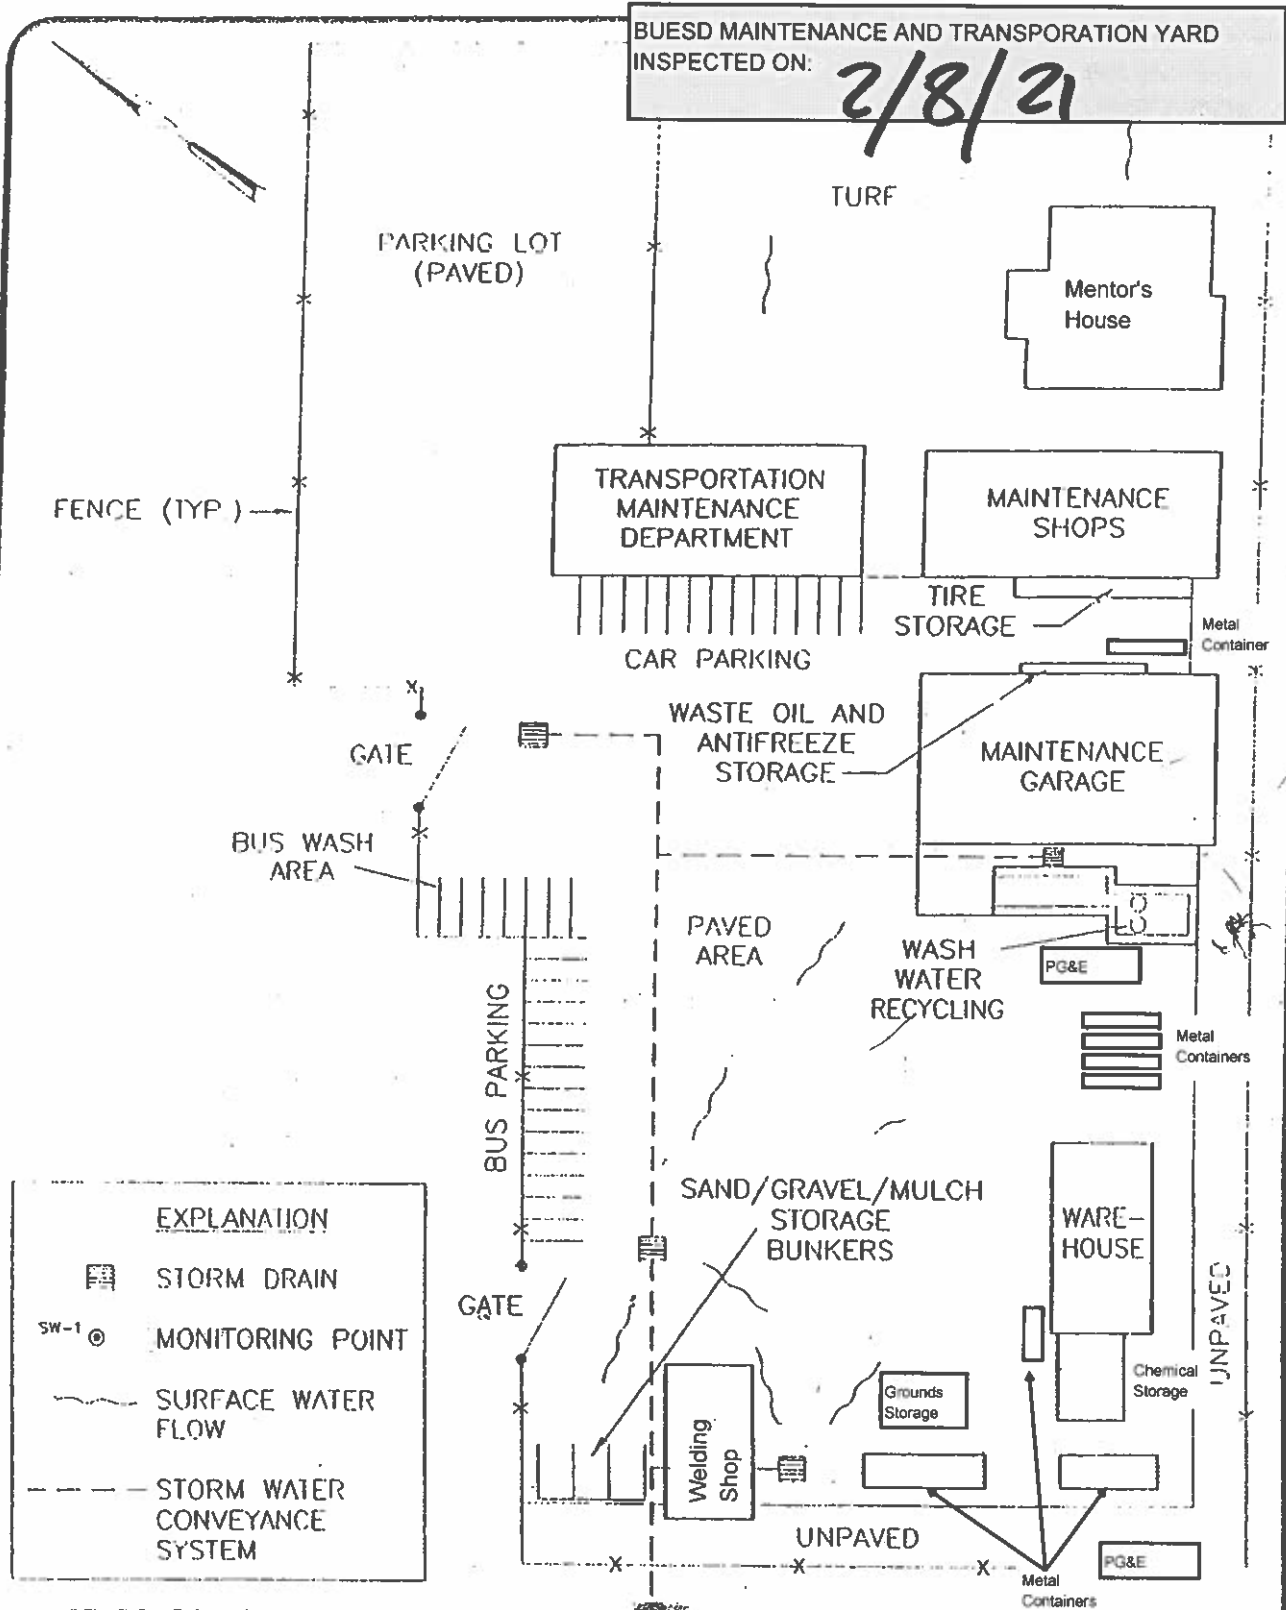 BUESD MAINTENANCE AND TRANSPORATION YARD
INSPECTED ON:
2/8/21
TURF
PARKING LOT
(PAVED)
Mentor's
House
FENCE (TYP.)
TRANSPORTATION
MAINTENANCE
DEPARTMENT
MAINTENANCE
SHOPS
TIRE
STORAGE
Metal
Container
CAR PARKING
GATE
WASTE OIL AND
ANTIFREEZE
STORAGE
MAINTENANCE
GARAGE
BUS WASH
AREA
PAVED
AREA
WASH
WATER
RECYCLING
PG&E
BUS PARKING
Metal
Containers
SAND/GRAVEL/MULCH
STORAGE
BUNKERS
WARE-
HOUSE
UNPAVED
GATE
Chemical
Storage
Grounds
Storage
Welding
Shop
UNPAVED
PG&E
Metal
Containers
EXPLANATION
STORM DRAIN
SW-1
MONITORING POINT
SURFACE WATER
FLOW
STORM WATER
CONVEYANCE
SYSTEM